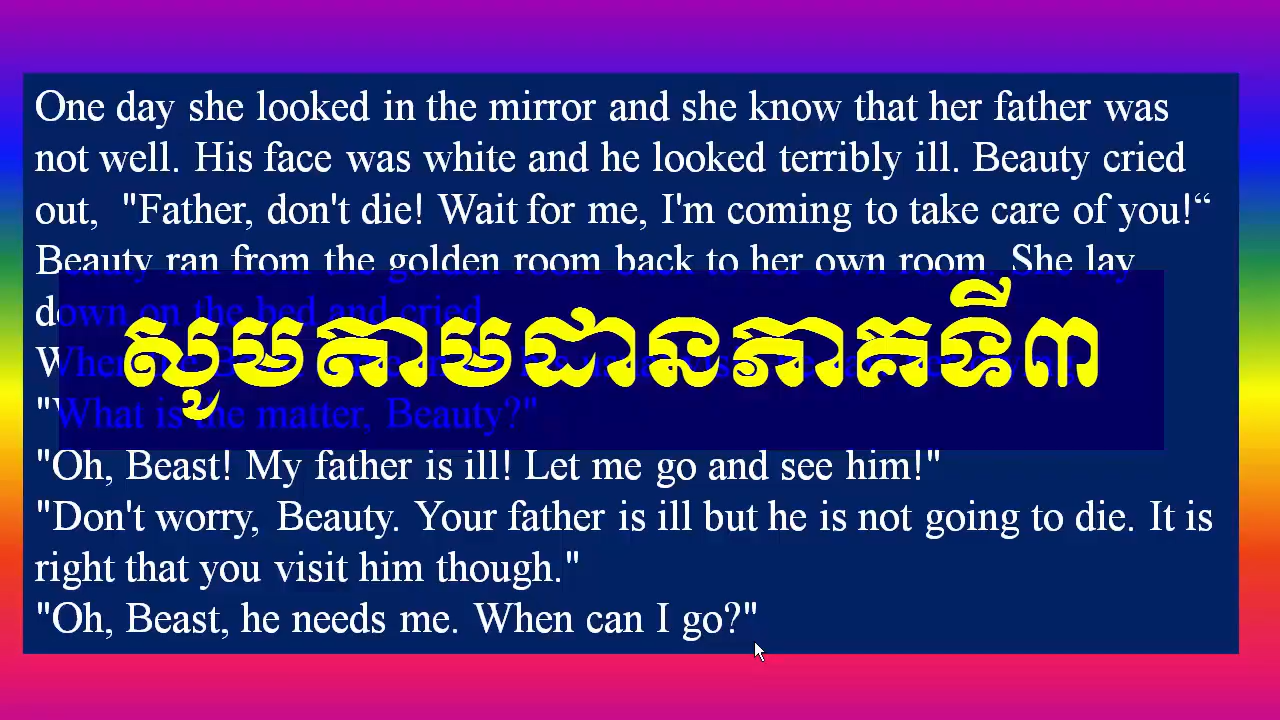 One day she looked in the mirror and she know that her father was
not well. His face was white and he looked terribly ill. Beauty cried
out, "Father, don't die! Wait for me, I'm coming to take care of you!“
Beauty ran from the golden room back to her own room. She lay
down on the bed and cried.
សូមតាមដានភាគទី៣
When the
"What is the matter, Beauty?"
"Oh, Beast! My father is ill! Let me go and see him!"
"Don't worry, Beauty. Your father is ill but he is not going to die. It is
right that you visit him though."
"Oh, Beast, he needs me. When can I go?"